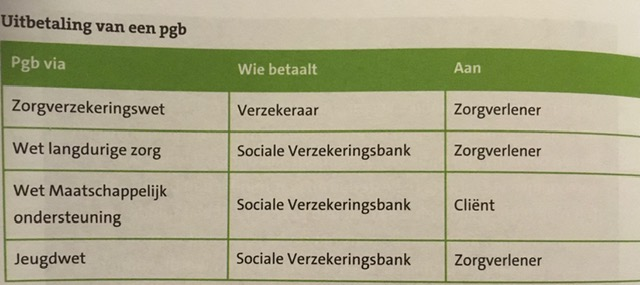 Uitbetaling van een pgb
Pgb via Wie betaalt Aan
Zorgverzekeringswet Verzekeraar Zorgverlener
Wet langdurige zorg Sociale Verzekeringsbank Zorgverlener
Wet Maatschappelijk
ondersteuning Sociale Verzekeringsbank Cliënt
Jeugdwet Sociale Verzekeringsbank Zorgverlener